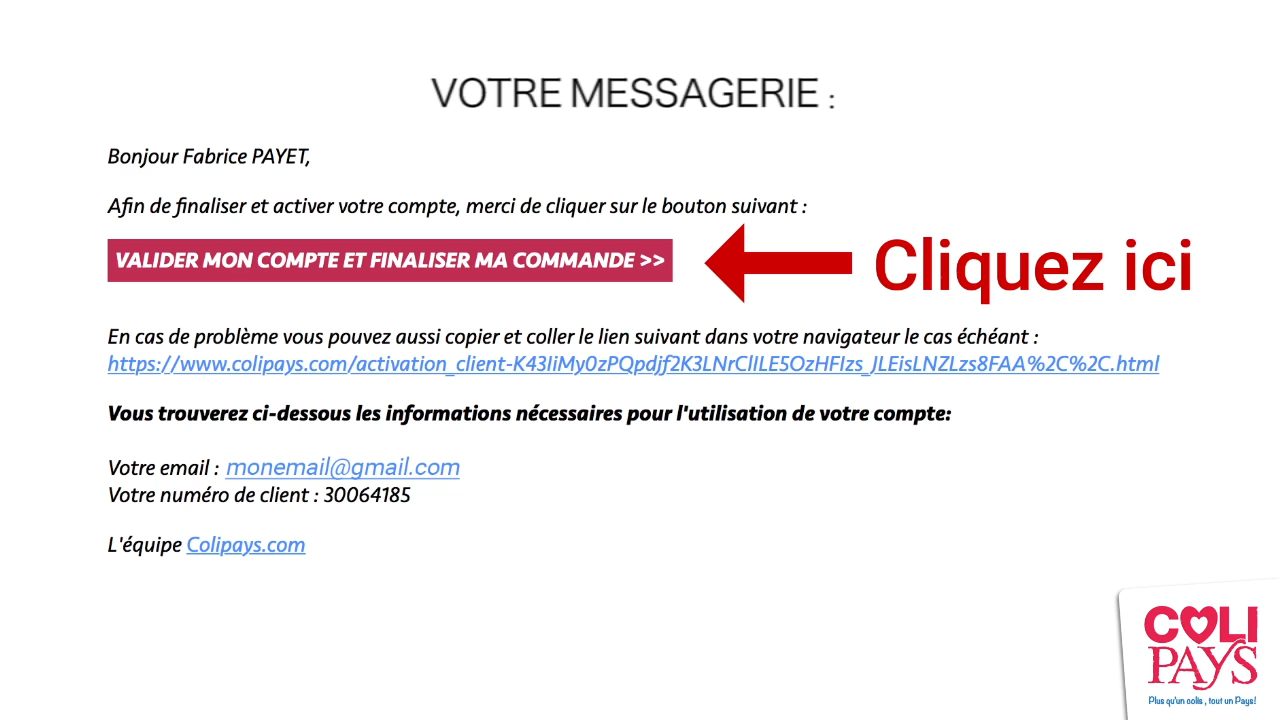 VOTRE MESSAGERIE :
Bonjour Fabrice PAYET,
Afin de finaliser et activer votre compte, merci de cliquer sur le bouton suivant :
VALIDER MON COMPTE ET FINALISER MA COMMANDE >>
Cliquez ici
En cas de problème vous pouvez aussi copier et coller le lien suivant dans votre navigateur le cas échéant :
https://www.colipays.com/activation_client-K43IiMy0zPQpdjf2K3LNrClILE5OzHFIzs_JLEisLNZLzs8FAA%2C%2C.html
Vous trouverez ci-dessous les informations nécessaires pour l'utilisation de votre compte:
Votre email : monemail@gmail.com
Votre numéro de client : 30064185
L'équipe Colipays.com
COLI
PAYS
Plus qu'un colis, tout un Pays!